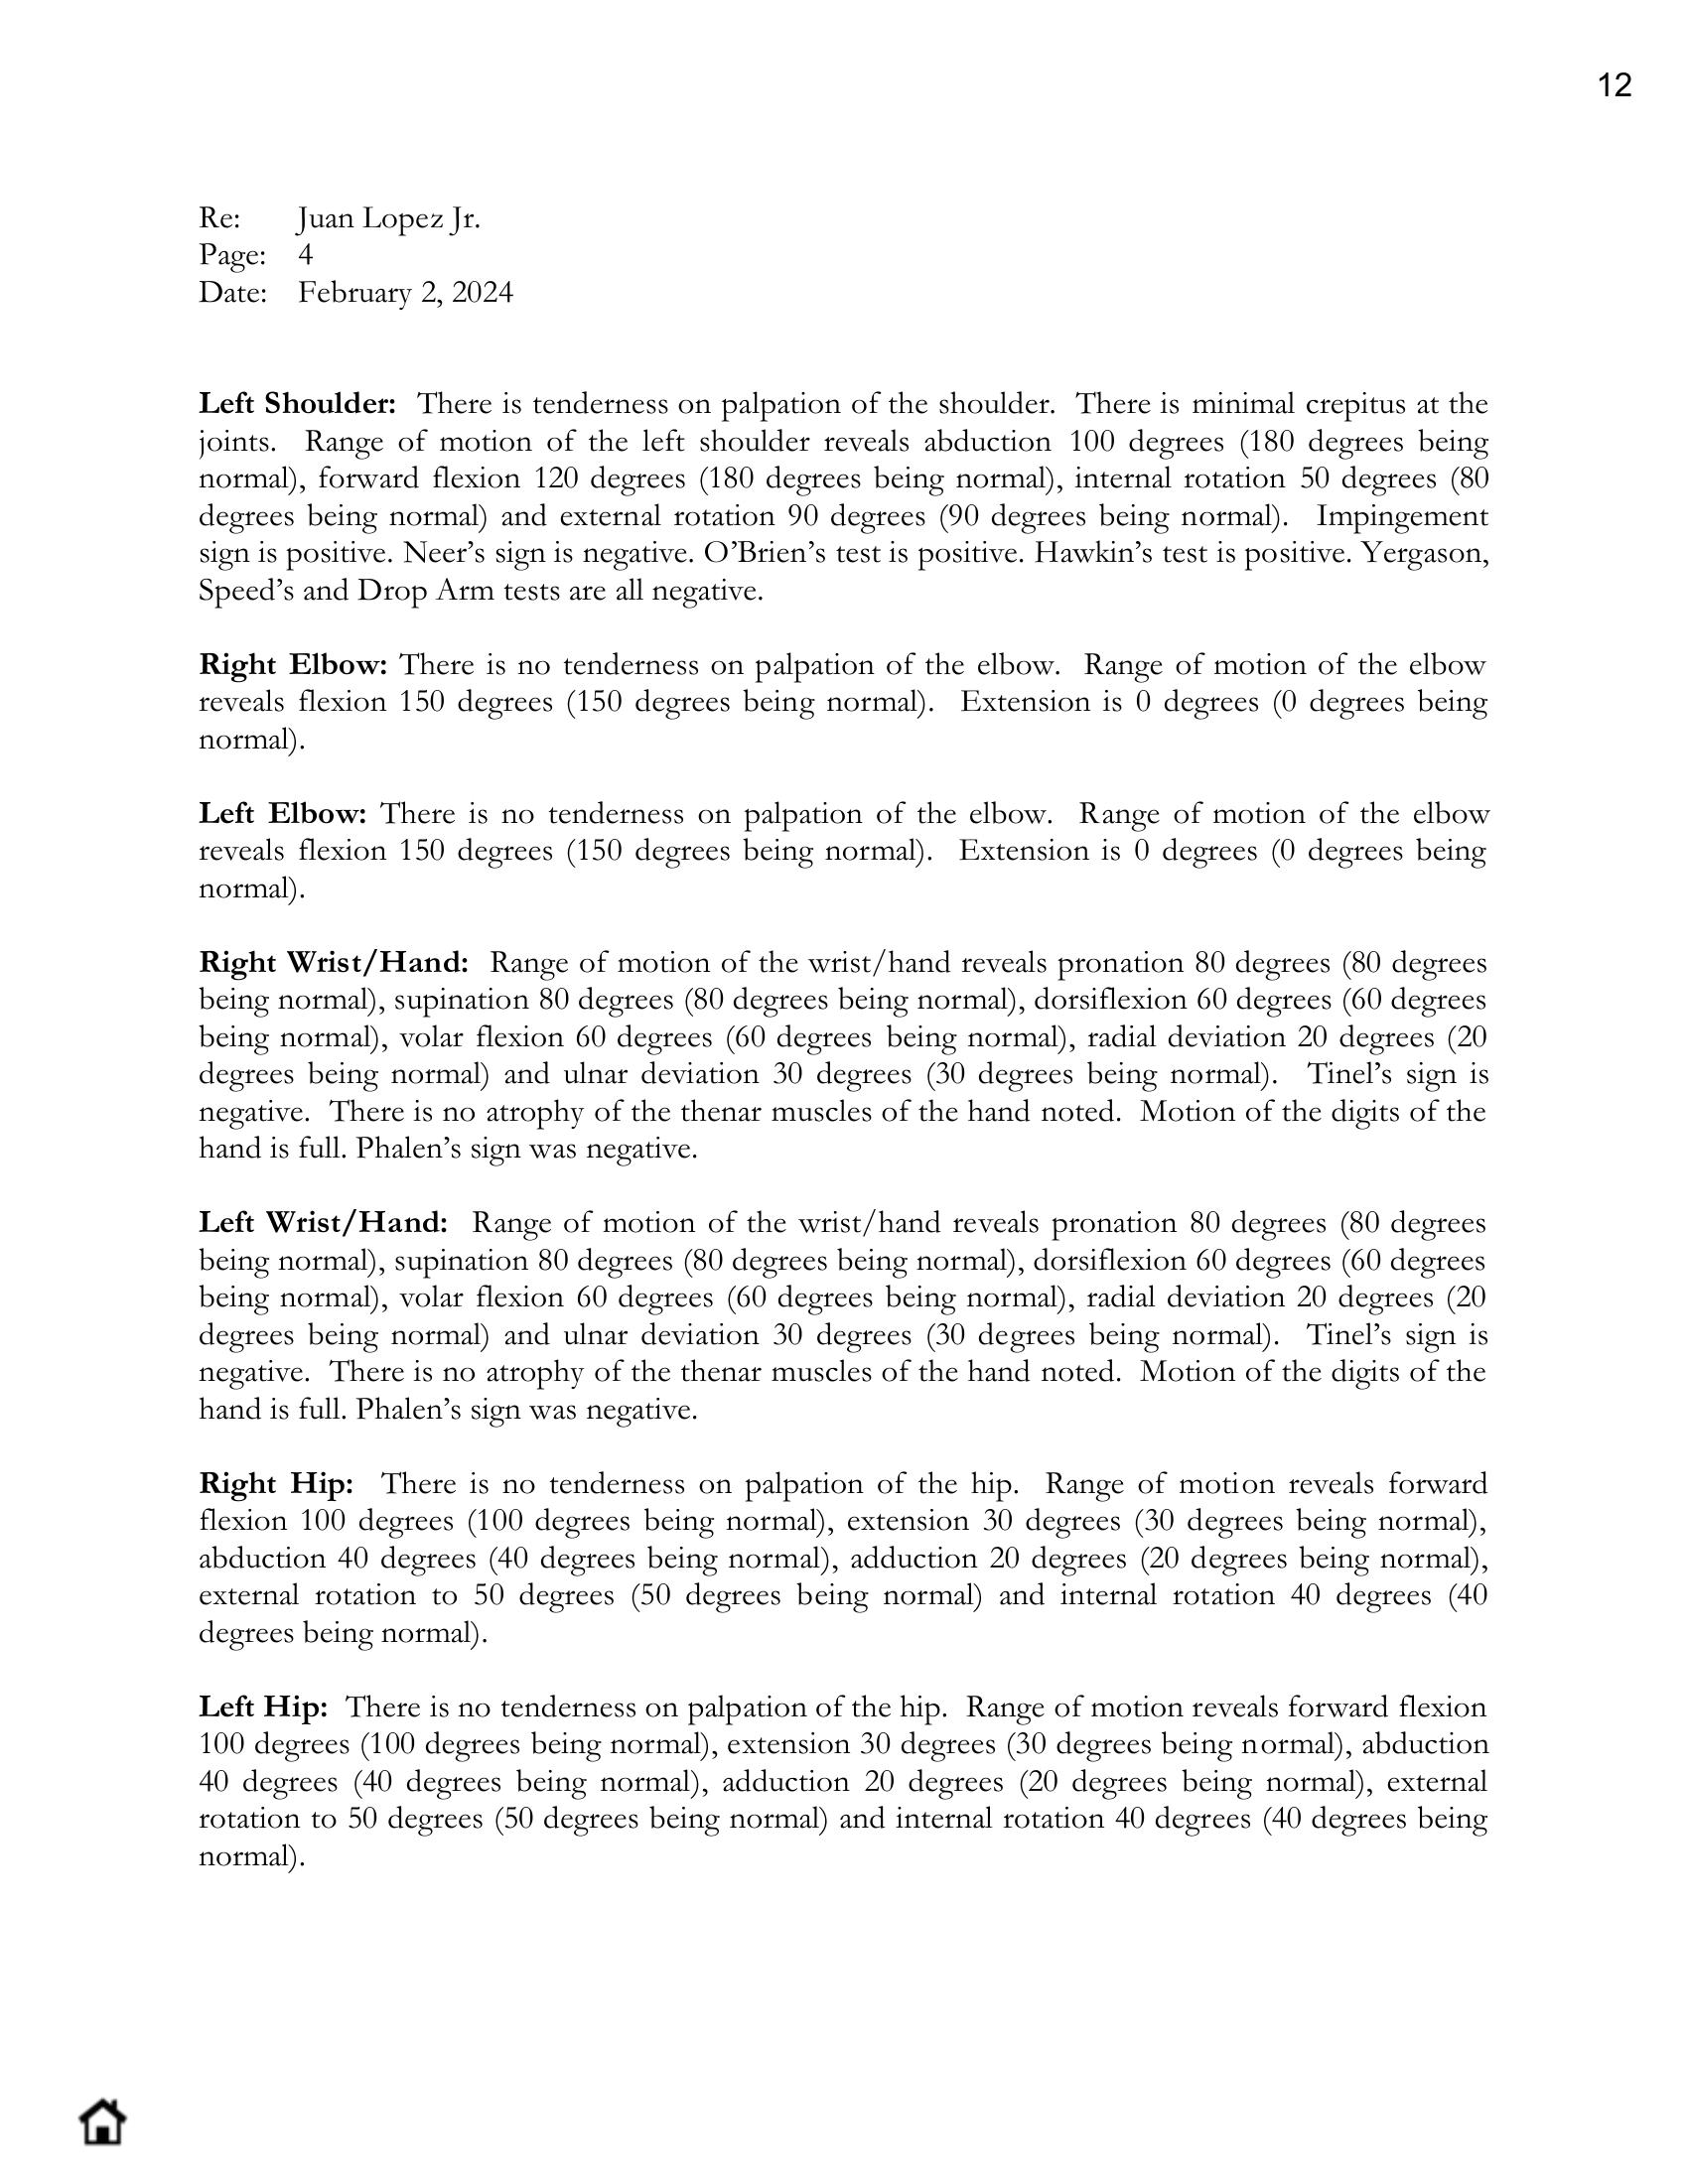 12
Re: Juan Lopez Jr.
Page: 4
Date: February 2, 2024
Left Shoulder: There is tenderness on palpation of the shoulder. There is minimal crepitus at the
joints. Range of motion of the left shoulder reveals abduction 100 degrees (180 degrees being
normal), forward flexion 120 degrees (180 degrees being normal), internal rotation 50 degrees (80
degrees being normal) and external rotation 90 degrees (90 degrees being normal). Impingement
sign is positive. Neer’s sign is negative. O’Brien’s test is positive. Hawkin’s test is positive. Yergason,
Speed’s and Drop Arm tests are all negative.
Right Elbow: There is no tenderness on palpation of the elbow. Range of motion of the elbow
reveals flexion 150 degrees (150 degrees being normal). Extension is 0 degrees (0 degrees being
normal).
Left Elbow: There is no tenderness on palpation of the elbow. Range of motion of the elbow
reveals flexion 150 degrees (150 degrees being normal). Extension is 0 degrees (0 degrees being
normal).
Right Wrist/Hand: Range of motion of the wrist/hand reveals pronation 80 degrees (80 degrees
being normal), supination 80 degrees (80 degrees being normal), dorsiflexion 60 degrees (60 degrees
being normal), volar flexion 60 degrees (60 degrees being normal), radial deviation 20 degrees (20
degrees being normal) and ulnar deviation 30 degrees (30 degrees being normal). Tinel’s sign is
negative. There is no atrophy of the thenar muscles of the hand noted. Motion of the digits of the
hand is full. Phalen’s sign was negative.
Left Wrist/Hand: Range of motion of the wrist/hand reveals pronation 80 degrees (80 degrees
being normal), supination 80 degrees (80 degrees being normal), dorsiflexion 60 degrees (60 degrees
being normal), volar flexion 60 degrees (60 degrees being normal), radial deviation 20 degrees (20
degrees being normal) and ulnar deviation 30 degrees (30 degrees being normal). Tinel’s sign is
negative. There is no atrophy of the thenar muscles of the hand noted. Motion of the digits of the
hand is full. Phalen’s sign was negative.
Right Hip: There is no tenderness on palpation of the hip. Range of motion reveals forward
flexion 100 degrees (100 degrees being normal), extension 30 degrees (30 degrees being normal),
abduction 40 degrees (40 degrees being normal), adduction 20 degrees (20 degrees being normal),
external rotation to 50 degrees (50 degrees being normal) and internal rotation 40 degrees (40
degrees being normal).
Left Hip: There is no tenderness on palpation of the hip. Range of motion reveals forward flexion
100 degrees (100 degrees being normal), extension 30 degrees (30 degrees being normal), abduction
40 degrees (40 degrees being normal), adduction 20 degrees (20 degrees being normal), external
rotation to 50 degrees (50 degrees being normal) and internal rotation 40 degrees (40 degrees being
normal).